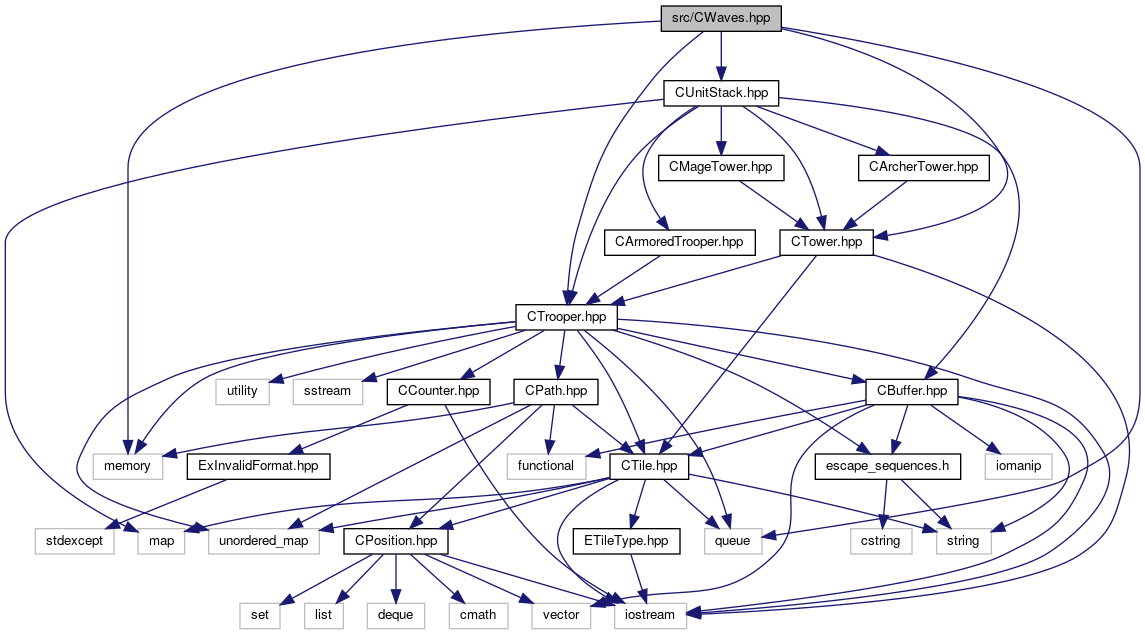 src/CWaves.hpp
CUnitStack.hpp
CMageTower.hpp
CArcherTower.hpp
CArmoredTrooper.hpp
CTower.hpp
CTrooper.hpp
utility
sstream
CCounter.hpp
CPath.hpp
CBuffer.hpp
memory
ExInvalidFormat.hpp
functional
CTile.hpp
escape_sequences.h
iomanip
stdexcept
map
unordered_map
CPosition.hpp
ETileType.hpp
queue
cstring
string
set
list
deque
cmath
vector
iostream